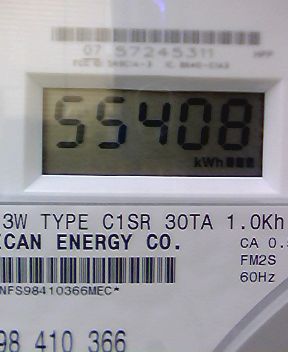 07 57245311
55408
kWh
3W TYPE C1SR 30TA 1.0Kh
ICAN ENERGY CO.
CA 0.
FM2S
60Hz
NFS98410366MEC*
98 410 366